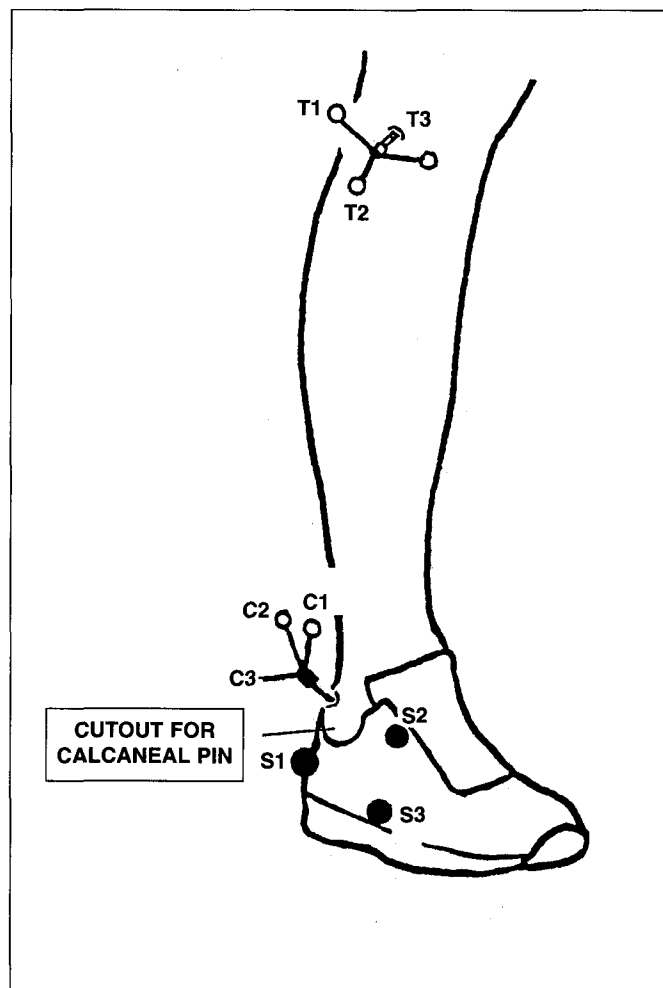 T1
T3
T2
C2
C1
C3
CUTOUT FOR
CALCANEAL PIN
S2
S1
S3